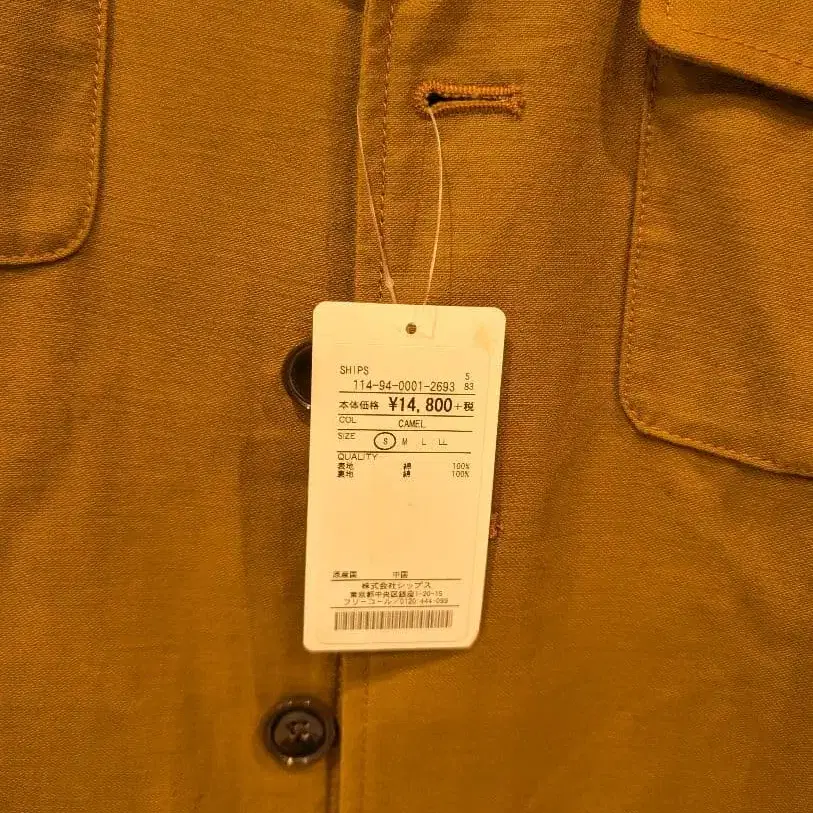 SHIPS
114-94-0001-2693 5
83
本体価格 ¥14,800+税
COL CAMEL
SIZE S M L LL
QUALITY
表地 綿 100%
裏地 綿 100%
原産国 中国
株式会社シップス
東京都中央区銀座1-20-15
フリーコール/0120-444-099